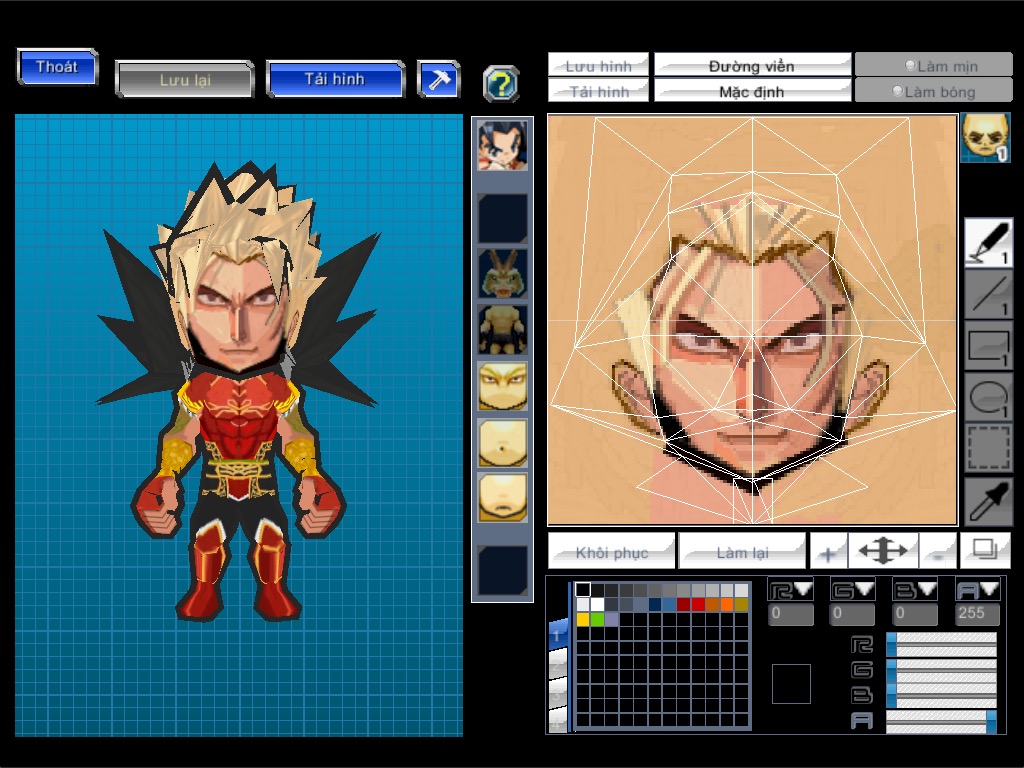 Thoát
Lưu lại
Tải hình
?
Lưu hình
Đường viền
Làm mịn
Tải hình
Mặc định
Làm bóng
1
1
1
1
1
Khôi phục
Làm lại
+
-
R
G
B
A
0
0
0
255
1
R
G
B
A